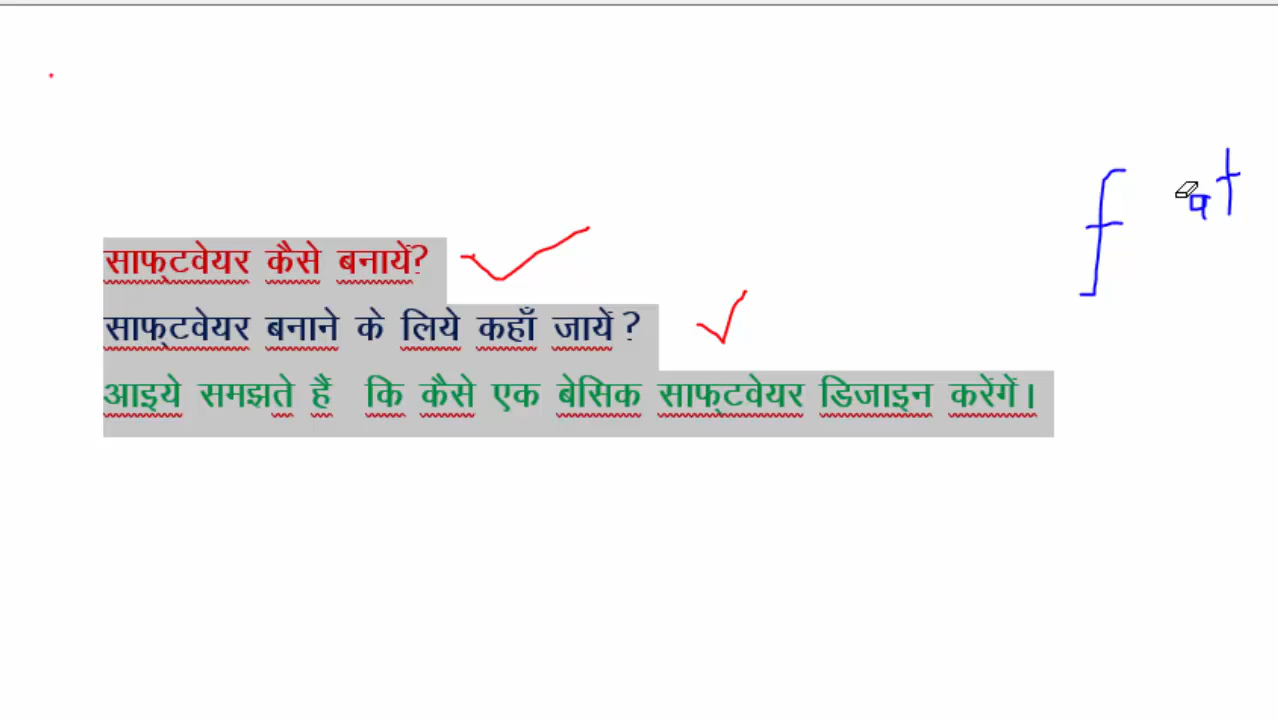 साफ्टवेयर कैसे बनायें?
साफ्टवेयर बनाने के लिये कहाँ जायें ?
आइये समझते हैं कि कैसे एक बेसिक साफ्टवेयर डिजाइन करेंगें।